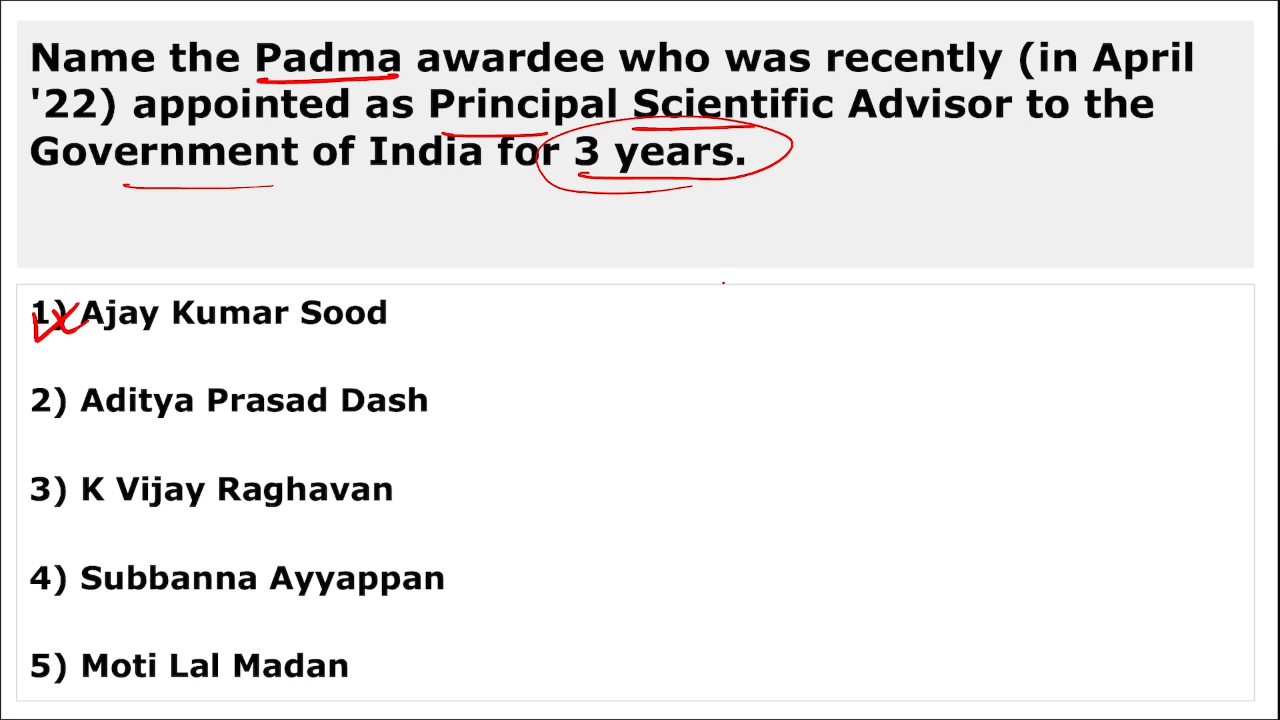 Name the Padma awardee who was recently (in April
'22) appointed as Principal Scientific Advisor to the
Government of India for 3 years.
1) Ajay Kumar Sood
2) Aditya Prasad Dash
3) K Vijay Raghavan
4) Subbanna Ayyappan
5) Moti Lal Madan